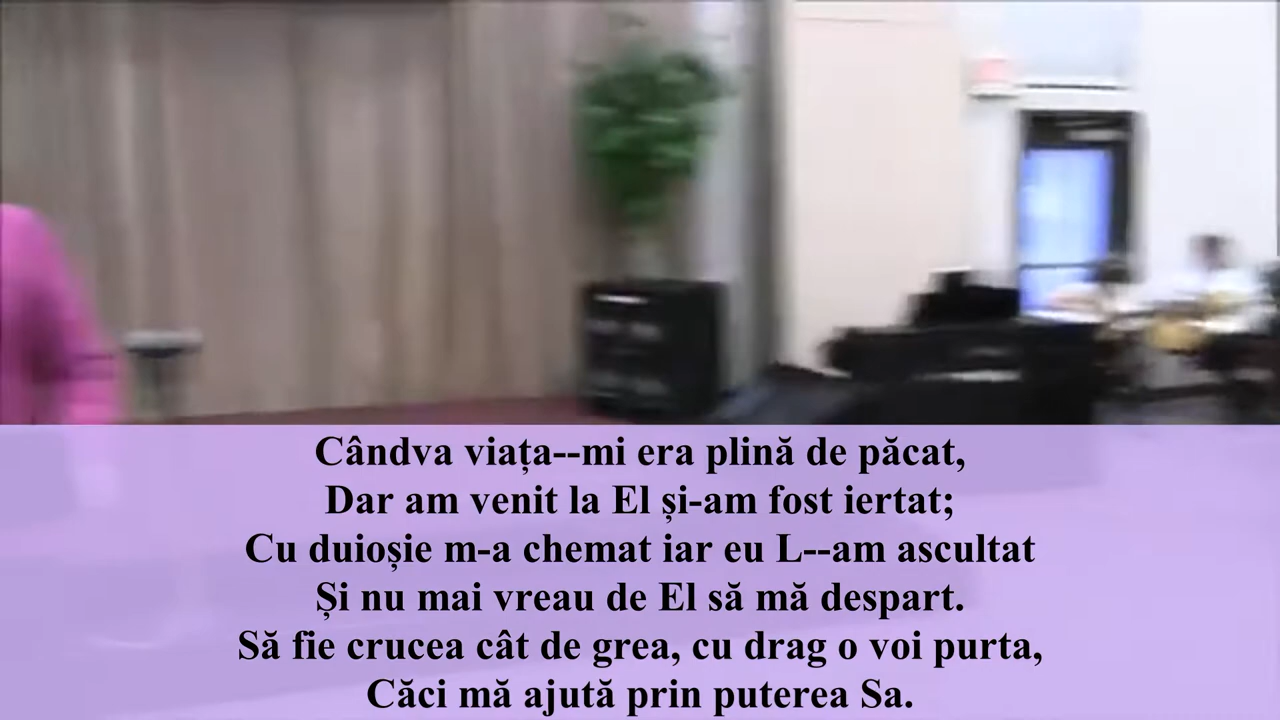 Cândva viața--mi era plină de păcat,
Dar am venit la El și-am fost iertat;
Cu duioșie m-a chemat iar eu L--am ascultat
Și nu mai vreau de El să mă despart.
Să fie crucea cât de grea, cu drag o voi purta,
Căci mă ajută prin puterea Sa.